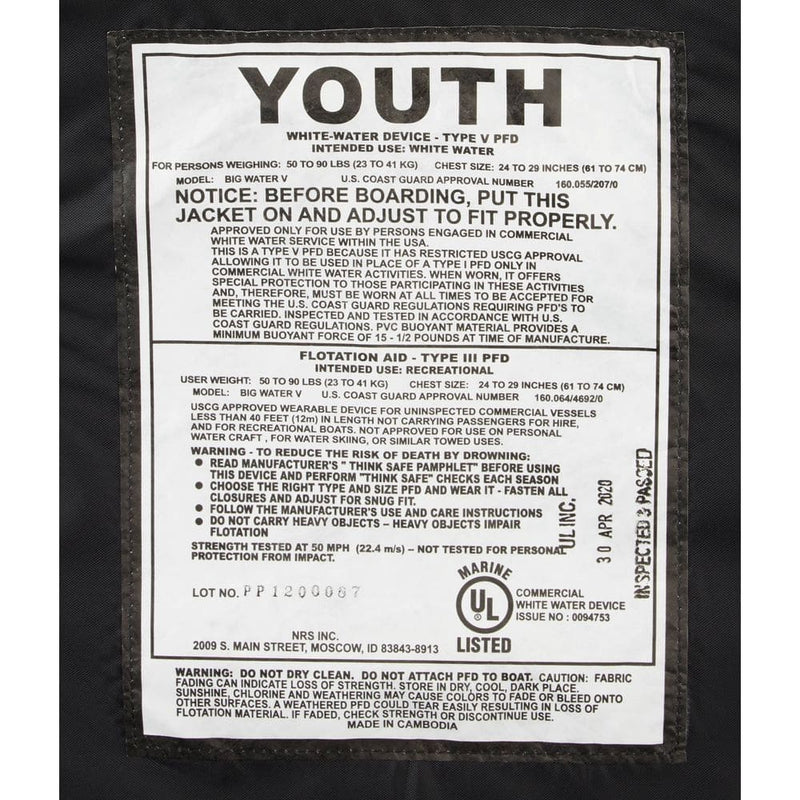 YOUTH
WHITE-WATER DEVICE - TYPE V PFD
INTENDED USE: WHITE WATER
FOR PERSONS WEIGHING: 50 TO 90 LBS (23 TO 41 KG) CHEST SIZE: 24 TO 29 INCHES (61 TO 74 CM)
MODEL: BIG WATER V U.S. COAST GUARD APPROVAL NUMBER 160.055/207/0
NOTICE: BEFORE BOARDING, PUT THIS
JACKET ON AND ADJUST TO FIT PROPERLY.
APPROVED ONLY FOR USE BY PERSONS ENGAGED IN COMMERCIAL
WHITE WATER SERVICE WITHIN THE USA.
THIS IS A TYPE V PFD BECAUSE IT HAS RESTRICTED USCG APPROVAL
ALLOWING IT TO BE USED IN PLACE OF A TYPE I PFD ONLY IN
COMMERCIAL WHITE WATER ACTIVITIES. WHEN WORN, IT OFFERS
SPECIAL PROTECTION TO THOSE PARTICIPATING IN THESE ACTIVITIES
AND, THEREFORE, MUST BE WORN AT ALL TIMES TO BE ACCEPTED FOR
MEETING THE U.S. COAST GUARD REGULATIONS REQUIRING PFD'S TO
BE CARRIED. INSPECTED AND TESTED IN ACCORDANCE WITH U.S.
COAST GUARD REGULATIONS. PVC BUOYANT MATERIAL PROVIDES A
MINIMUM BUOYANT FORCE OF 15 - 1/2 POUNDS AT TIME OF MANUFACTURE.
FLOTATION AID - TYPE III PFD
INTENDED USE: RECREATIONAL
USER WEIGHT: 50 TO 90 LBS (23 TO 41 KG) CHEST SIZE: 24 TO 29 INCHES (61 TO 74 CM)
MODEL: BIG WATER V U.S. COAST GUARD APPROVAL NUMBER 160.064/4692/0
USCG APPROVED WEARABLE DEVICE FOR UNINSPECTED COMMERCIAL VESSELS
LESS THAN 40 FEET (12m) IN LENGTH NOT CARRYING PASSENGERS FOR HIRE,
AND FOR RECREATIONAL BOATS. NOT APPROVED FOR USE ON PERSONAL
WATER CRAFT , FOR WATER SKIING, OR SIMILAR TOWED USES.
WARNING - TO REDUCE THE RISK OF DEATH BY DROWNING:
● READ MANUFACTURER'S " THINK SAFE PAMPHLET" BEFORE USING
THIS DEVICE AND PERFORM "THINK SAFE" CHECKS EACH SEASON
● CHOOSE THE RIGHT TYPE AND SIZE PFD AND WEAR IT - FASTEN ALL
CLOSURES AND ADJUST FOR SNUG FIT.
● FOLLOW THE MANUFACTURER'S USE AND CARE INSTRUCTIONS
● DO NOT CARRY HEAVY OBJECTS – HEAVY OBJECTS IMPAIR
FLOTATION
STRENGTH TESTED AT 50 MPH (22.4 m/s) – NOT TESTED FOR PERSONAL
PROTECTION FROM IMPACT.
UL INC.
30 APR 2020
INSPECTED & PASSED
LOT NO. PP1200067
MARINE
UL
LISTED
COMMERCIAL
WHITE WATER DEVICE
ISSUE NO : 0094753
NRS INC.
2009 S. MAIN STREET, MOSCOW, ID 83843-8913
WARNING: DO NOT DRY CLEAN. DO NOT ATTACH PFD TO BOAT. CAUTION: FABRIC
FADING CAN INDICATE LOSS OF STRENGTH. STORE IN DRY, COOL, DARK PLACE.
SUNSHINE, CHLORINE AND WEATHERING MAY CAUSE COLORS TO FADE OR BLEED ONTO
OTHER SURFACES. A WEATHERED PFD COULD TEAR EASILY RESULTING IN LOSS OF
FLOTATION MATERIAL. IF FADED, CHECK STRENGTH OR DISCONTINUE USE.
MADE IN CAMBODIA